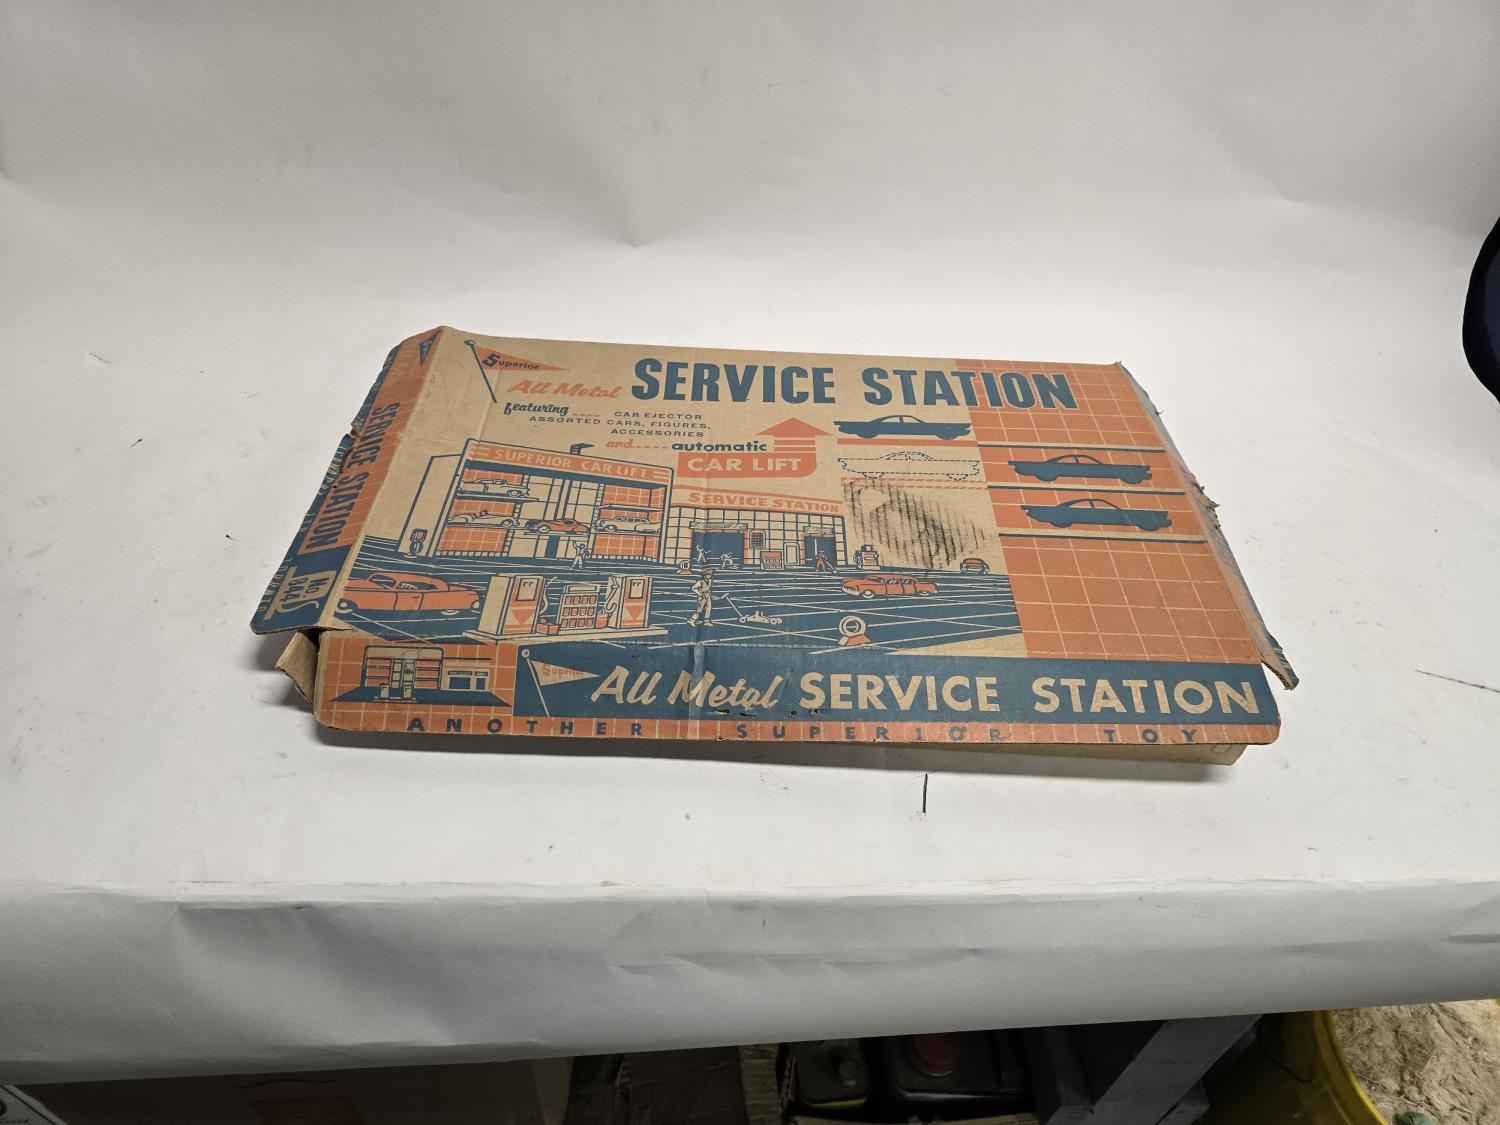 Superior
All Metal SERVICE STATION
featuring .... CAR EJECTOR
ASSORTED CARS, FIGURES,
ACCESSORIES
and..... automatic
CAR LIFT
SUPERIOR CAR LIFT
SERVICE STATION
SERVICE STATION
Superior
All Metal SERVICE STATION
ANOTHER SUPERIOR TOY